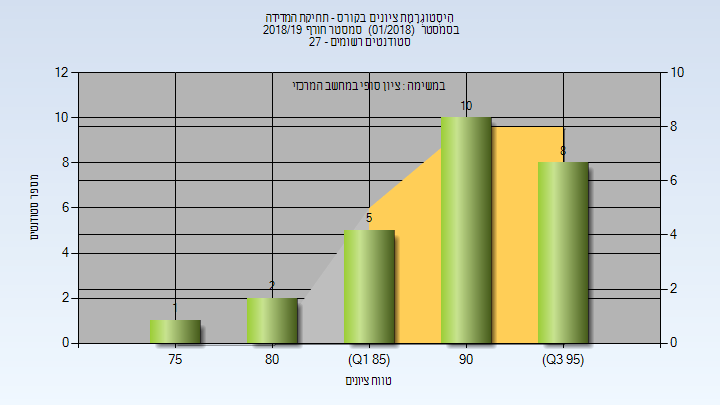 היסטוגרמת ציונים בקורס - תחיקת המדידה
בסמסטר (01/2018) סמסטר חורף 2018/19
סטודנטים רשומים - 27
במשימה : ציון סופי במחשב המרכזי
מספר סטודנטים
12
10
8
6
4
2
0
10
8
6
4
2
0
1
2
5
10
8
75
80
(Q1 85)
90
(Q3 95)
טווח ציונים